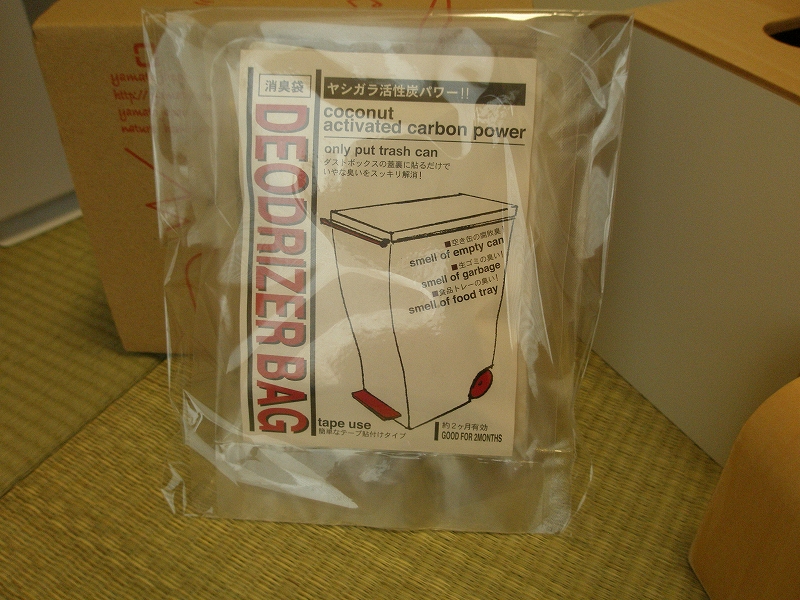 消臭袋
DEODRIZER BAG
ヤシガラ活性炭パワー!!
coconut
activated carbon power
only put trash can
ダストボックスの蓋裏に貼るだけで
いやな臭いをスッキリ解消!
■空き缶の腐敗臭
smell of empty can
■生ゴミの臭い!
smell of garbage
■食品トレーの臭い!
smell of food tray
tape use
簡単なテープ貼付けタイプ
約2ヶ月有効
GOOD FOR 2MONTHS
http://